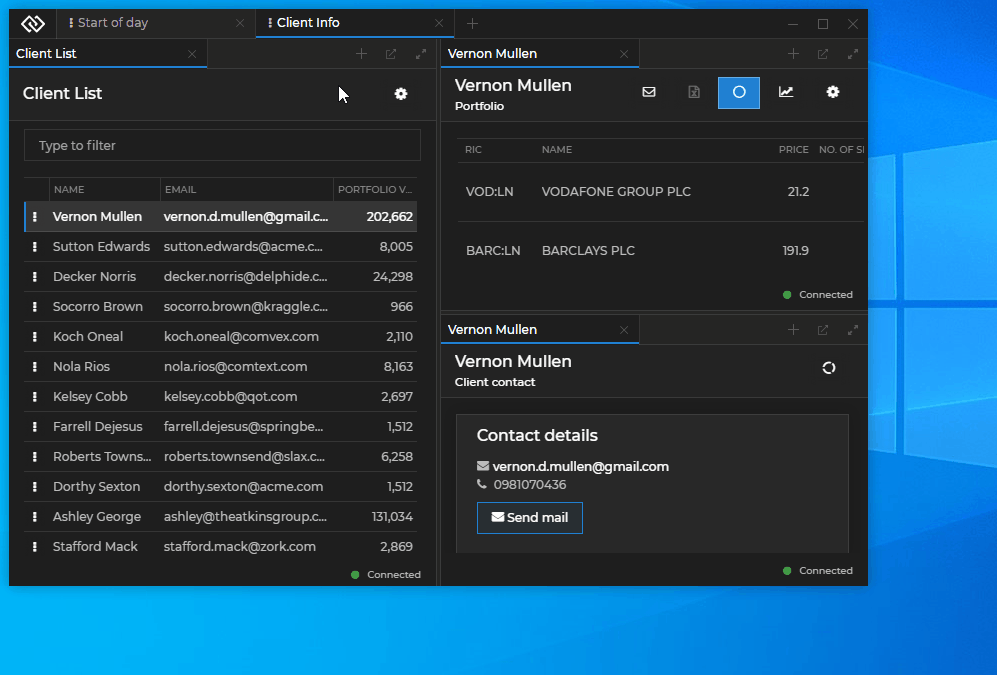 Start of day
Client Info
Client List
Client List
Type to filter
NAME EMAIL PORTFOLIO V...
Vernon Mullen vernon.d.mullen@gmail.c... 202,662
Sutton Edwards sutton.edwards@acme.c... 8,005
Decker Norris decker.norris@delphide.c... 24,298
Socorro Brown socorro.brown@kraggle.c... 966
Koch Oneal koch.oneal@comvex.com 2,110
Nola Rios nola.rios@comtext.com 8,163
Kelsey Cobb kelsey.cobb@qot.com 2,697
Farrell Dejesus farrell.dejesus@springbe... 1,512
Roberts Towns... roberts.townsend@slax.c... 6,258
Dorthy Sexton dorthy.sexton@acme.com 1,512
Ashley George ashley@theatkinsgroup.c... 131,034
Stafford Mack stafford.mack@zork.com 2,869
Connected
Vernon Mullen
Vernon Mullen
Portfolio
RIC NAME PRICE NO. OF SI
VOD:LN VODAFONE GROUP PLC 21.2
BARC:LN BARCLAYS PLC 191.9
Connected
Vernon Mullen
Vernon Mullen
Client contact
Contact details
vernon.d.mullen@gmail.com
0981070436
Send mail
Connected